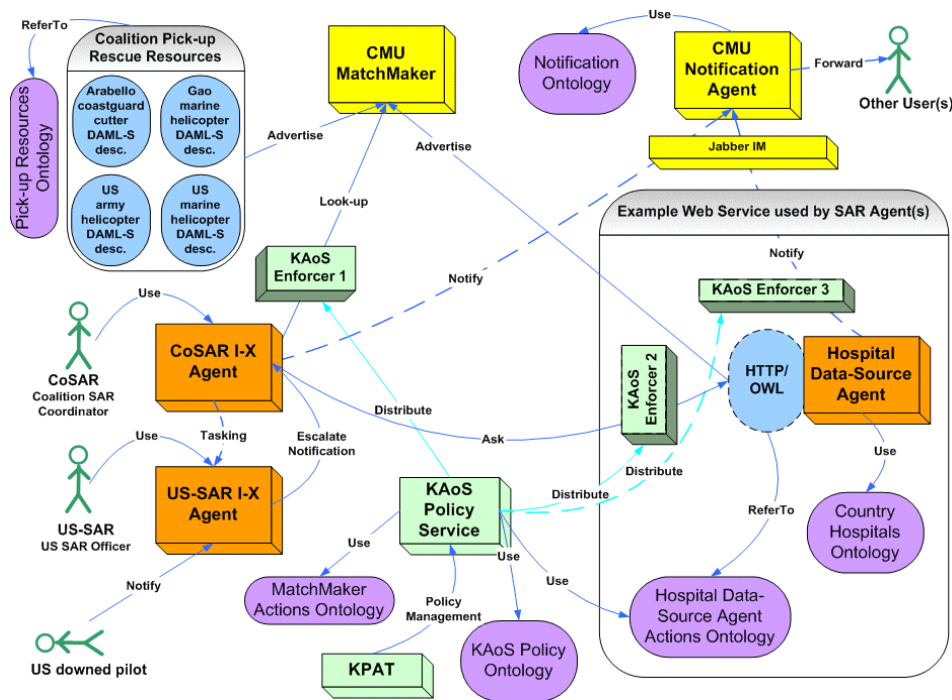 ReferTo
Coalition Pick-up
Rescue Resources
Arabello
coastguard
cutter
DAML-S
desc.
Gao
marine
helicopter
DAML-S
desc.
US
army
helicopter
DAML-S
desc.
US
marine
helicopter
DAML-S
desc.
Pick-up Resources
Ontology
CMU
MatchMaker
Use
Notification
Ontology
CMU
Notification
Agent
Forward
Other User(s)
Advertise
Advertise
Jabber IM
Look-up
Example Web Service used by SAR Agent(s)
KAoS
Enforcer 1
Notify
Notify
KAoS Enforcer 3
Use
CoSAR
Coalition SAR
Coordinator
CoSAR I-X
Agent
KAoS
Enforcer 2
HTTP/
OWL
Hospital
Data-Source
Agent
Distribute
Tasking
Escalate
Notification
Ask
Use
US-SAR
US SAR Officer
US-SAR I-X
Agent
KAoS
Policy
Service
Distribute
Distribute
Use
ReferTo
Country
Hospitals
Ontology
Use
Use
Use
Notify
MatchMaker
Actions Ontology
Policy
Management
Hospital Data-
Source Agent
Actions Ontology
KAoS Policy
Ontology
KPAT
US downed pilot